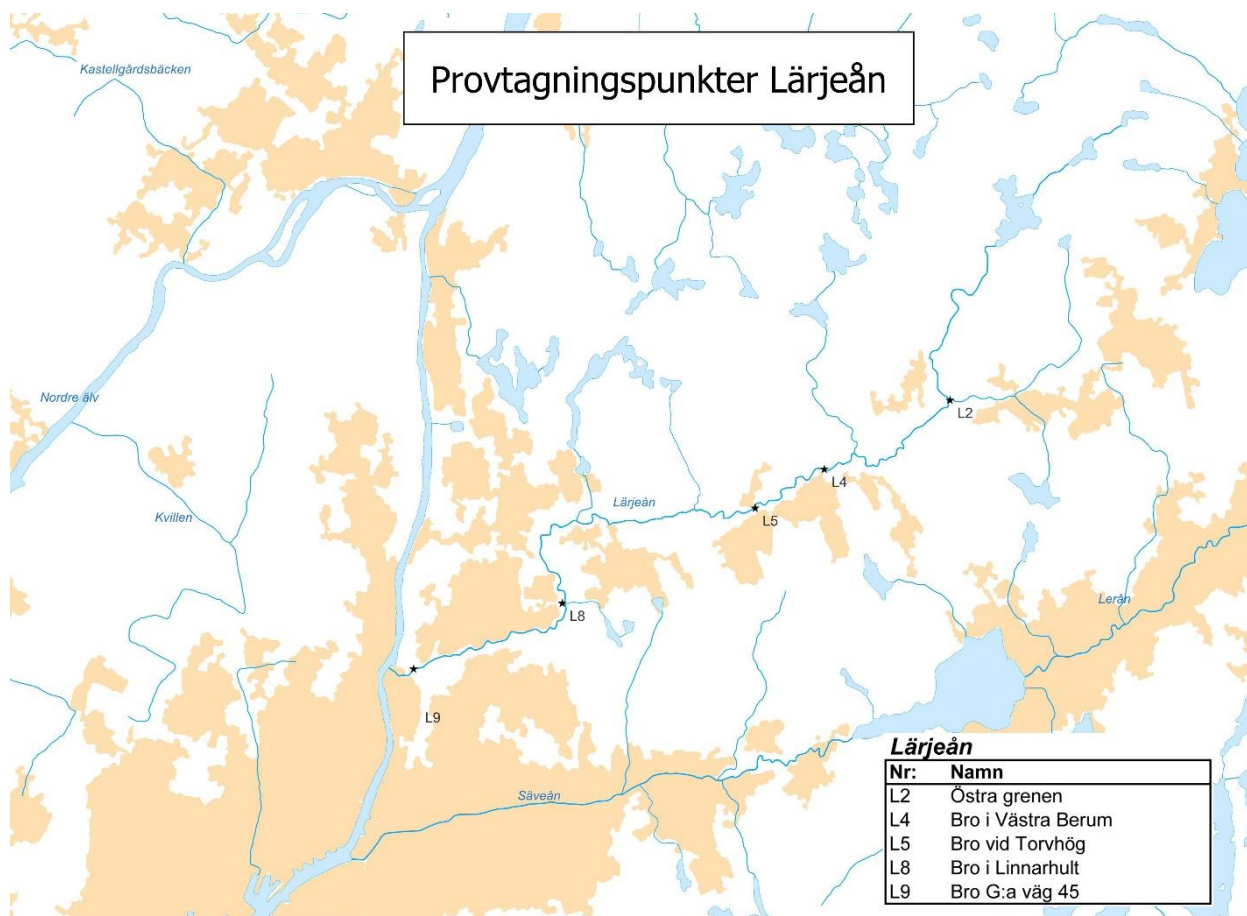 Provtagningspunkter Lärjeån
Kastellgårdsbäcken
Nordre älv
Kvillen
Lärjeån
L2
L4
L5
L8
L9
Lerån
Säveån
Lärjeån
Nr: Namn
L2 Östra grenen
L4 Bro i Västra Berum
L5 Bro vid Torvhög
L8 Bro i Linnarhult
L9 Bro G:a väg 45